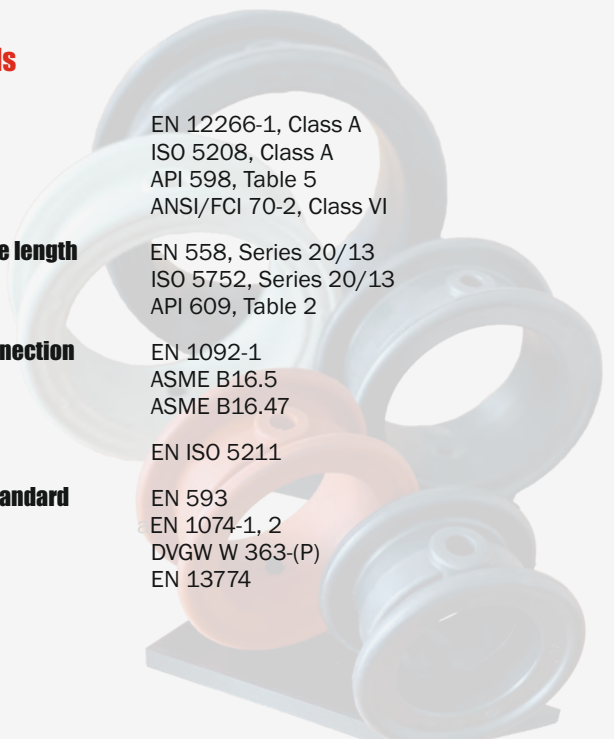 ls
EN 12266-1, Class A
ISO 5208, Class A
API 598, Table 5
ANSI/FCI 70-2, Class VI
e length EN 558, Series 20/13
ISO 5752, Series 20/13
API 609, Table 2
nnection EN 1092-1
ASME B16.5
ASME B16.47
EN ISO 5211
andard EN 593
EN 1074-1, 2
DVGW W 363-(P)
EN 13774